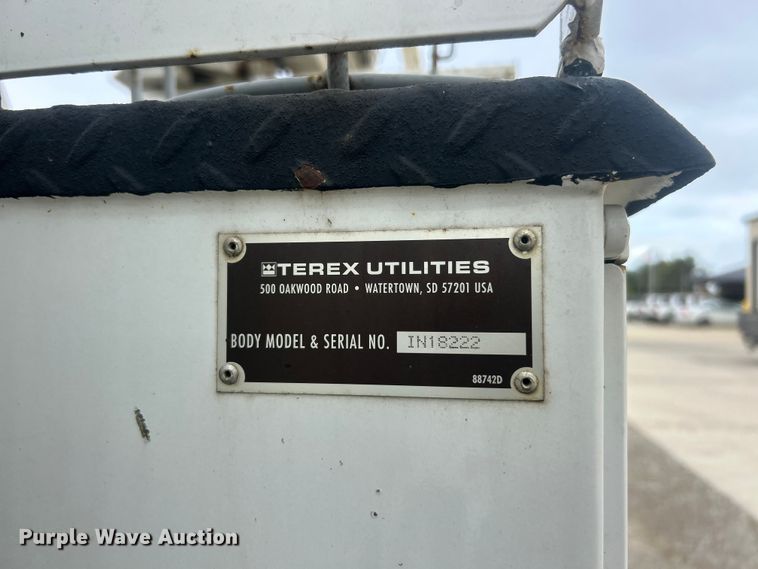 TEREX UTILITIES
500 OAKWOOD ROAD • WATERTOWN, SD 57201 USA
BODY MODEL & SERIAL NO. IN18222
88742D
Purple Wave Auction